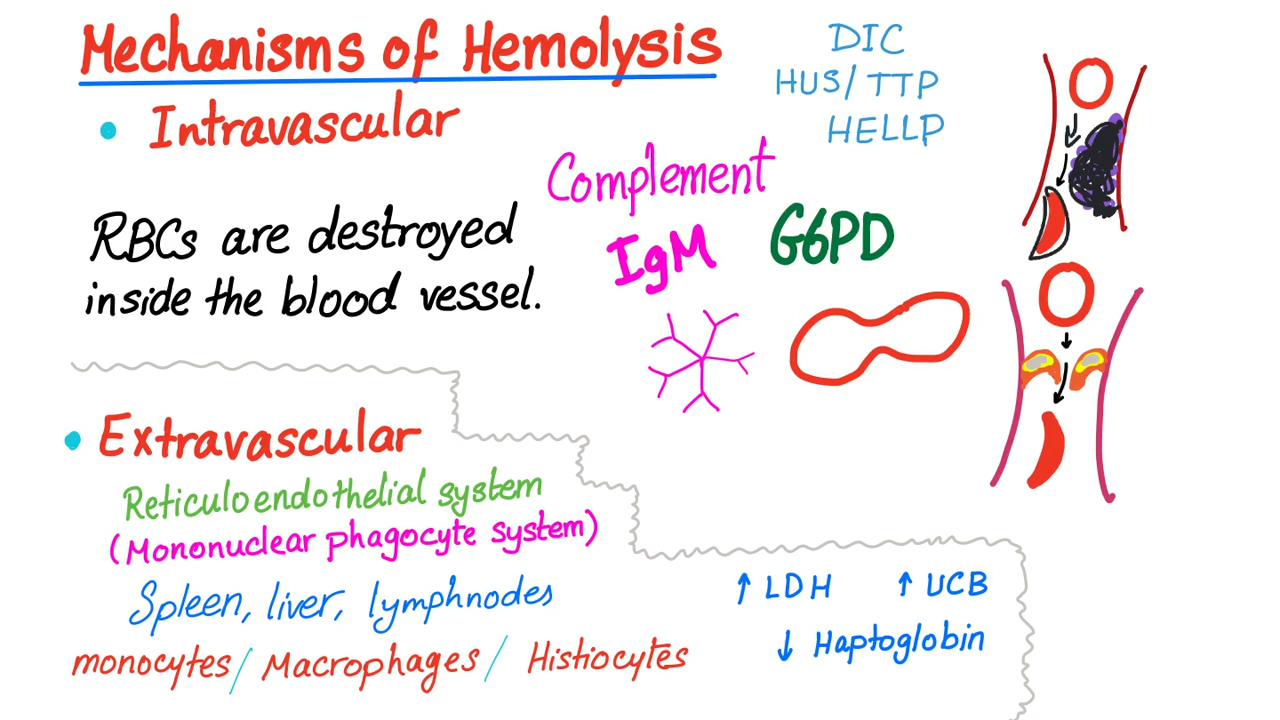 Mechanisms of Hemolysis
• Intravascular
RBCs are destroyed
inside the blood vessel.
DIC
HUS/TTP
HELLP
Complement
IgM
G6PD
• Extravascular
Reticuloendothelial system
(Mononuclear phagocyte system)
Spleen, liver, lymphnodes
monocytes/Macrophages/Histiocytes
↑ LDH ↑ UCB
↓ Haptoglobin